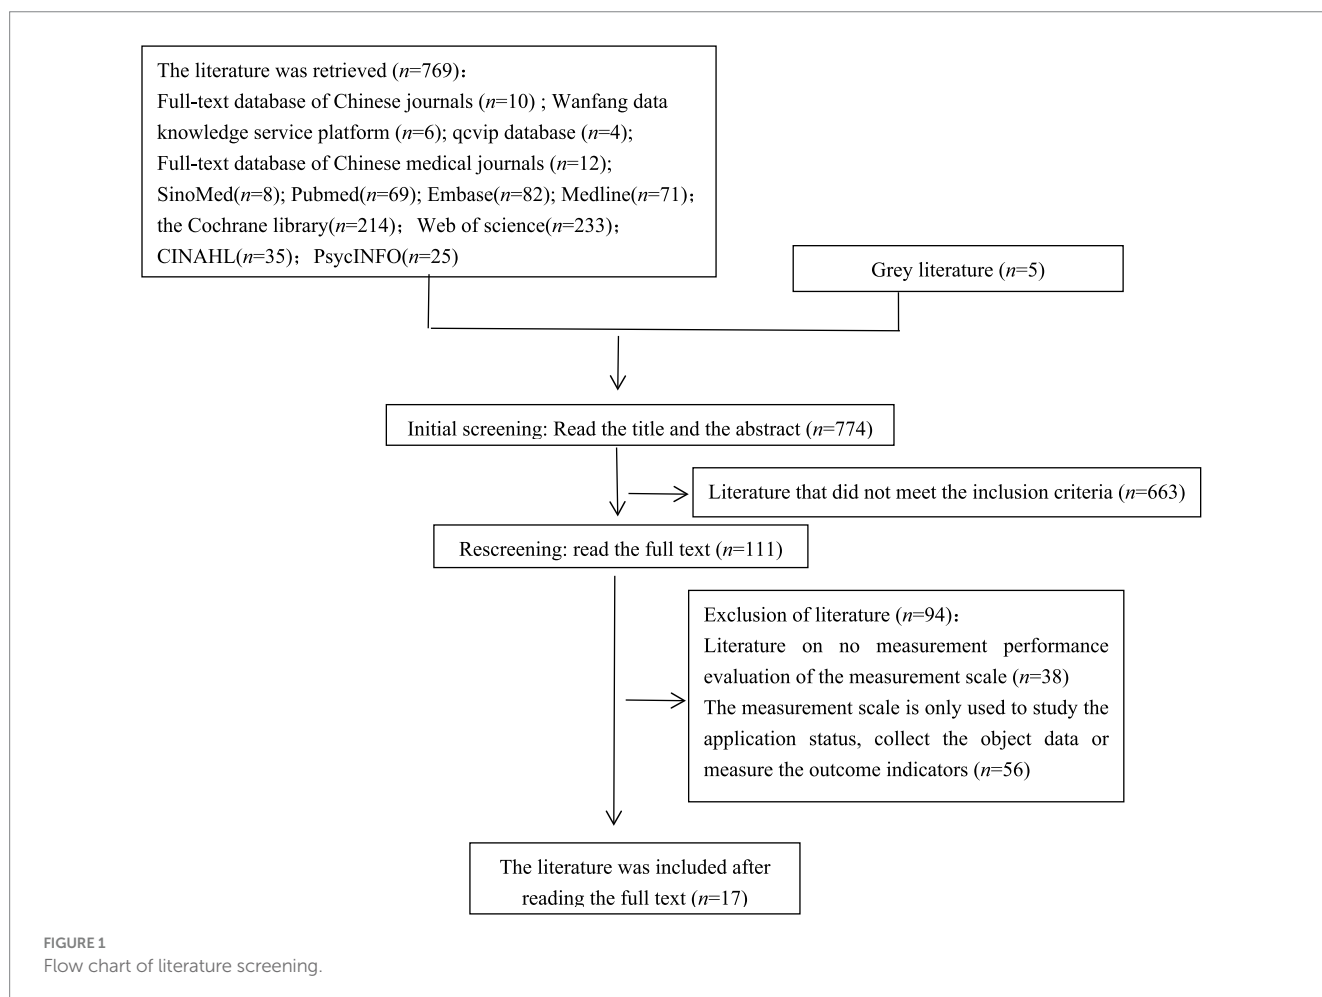 The literature was retrieved (n=769)：
Full-text database of Chinese journals (n=10) ; Wanfang data
knowledge service platform (n=6); qcvip database (n=4);
Full-text database of Chinese medical journals (n=12);
SinoMed(n=8); Pubmed(n=69); Embase(n=82); Medline(n=71)；
the Cochrane library(n=214)；Web of science(n=233)；
CINAHL(n=35)；PsycINFO(n=25)
Grey literature (n=5)
Initial screening: Read the title and the abstract (n=774)
Literature that did not meet the inclusion criteria (n=663)
Rescreening: read the full text (n=111)
Exclusion of literature (n=94)：
Literature on no measurement performance
evaluation of the measurement scale (n=38)
The measurement scale is only used to study the
application status, collect the object data or
measure the outcome indicators (n=56)
The literature was included after
reading the full text (n=17)
FIGURE 1
Flow chart of literature screening.